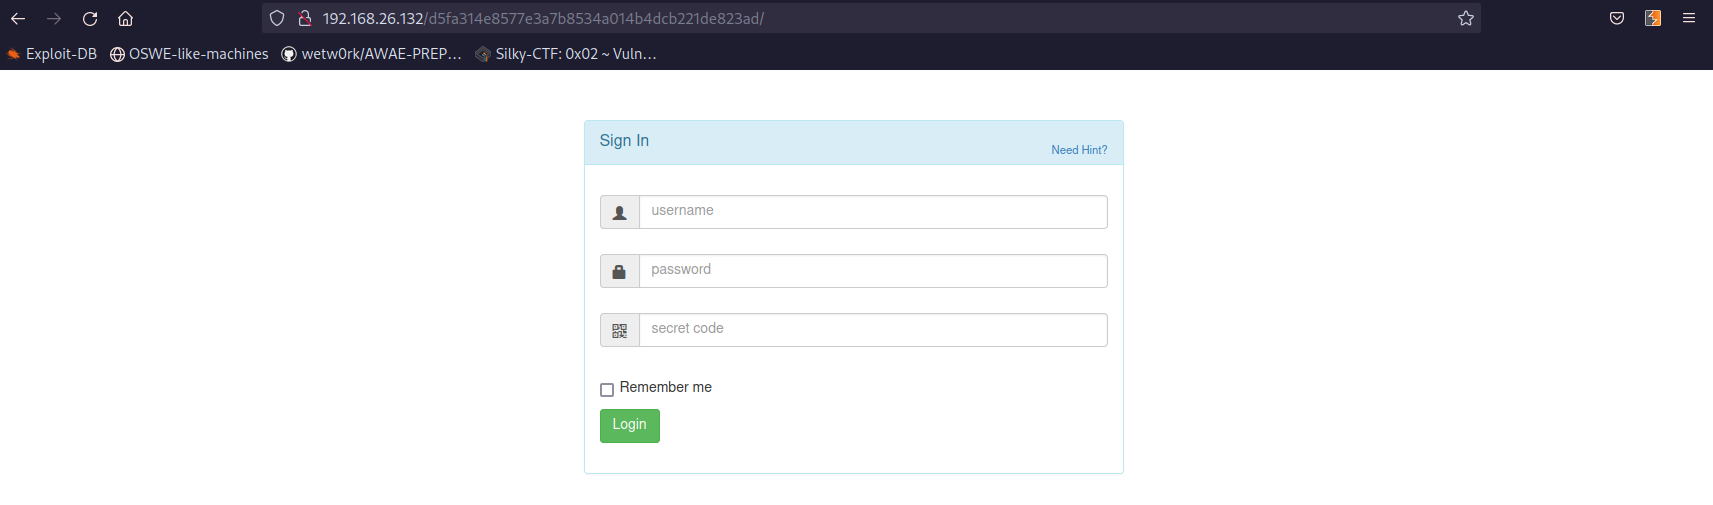 192.168.26.132/d5fa314e8577e3a7b8534a014b4dcb221de823ad/
Exploit-DB OSWE-like-machines wetw0rk/AWAE-PREP... Silky-CTF: 0x02 ~ Vuln...
Sign In
Need Hint?
username
password
secret code
Remember me
Login